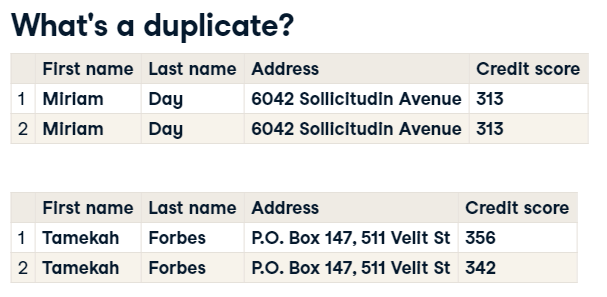 What's a duplicate?
First name Last name Address Credit score
1 Miriam Day 6042 Sollicitudin Avenue 313
2 Miriam Day 6042 Sollicitudin Avenue 313
First name Last name Address Credit score
1 Tamekah Forbes P.O. Box 147, 511 Velit St 356
2 Tamekah Forbes P.O. Box 147, 511 Velit St 342